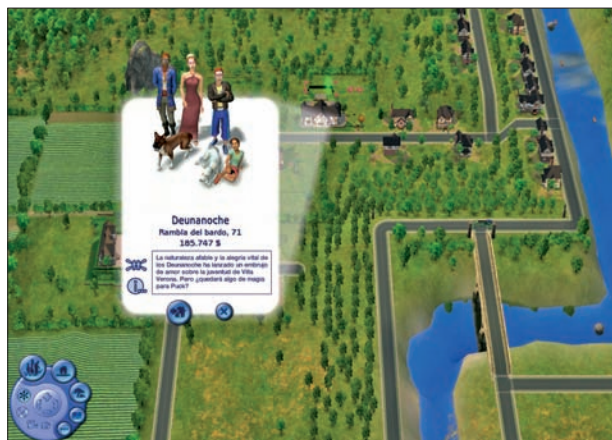 Deunanoche
Rambla del bardo, 71
185.747 $
La naturaleza afable y la alegría vital de
los Deunanoche ha lanzado un embrujo
de amor sobre la juventad de Villa
Verona. Pero ¿quedará algo de magia
para Puck?